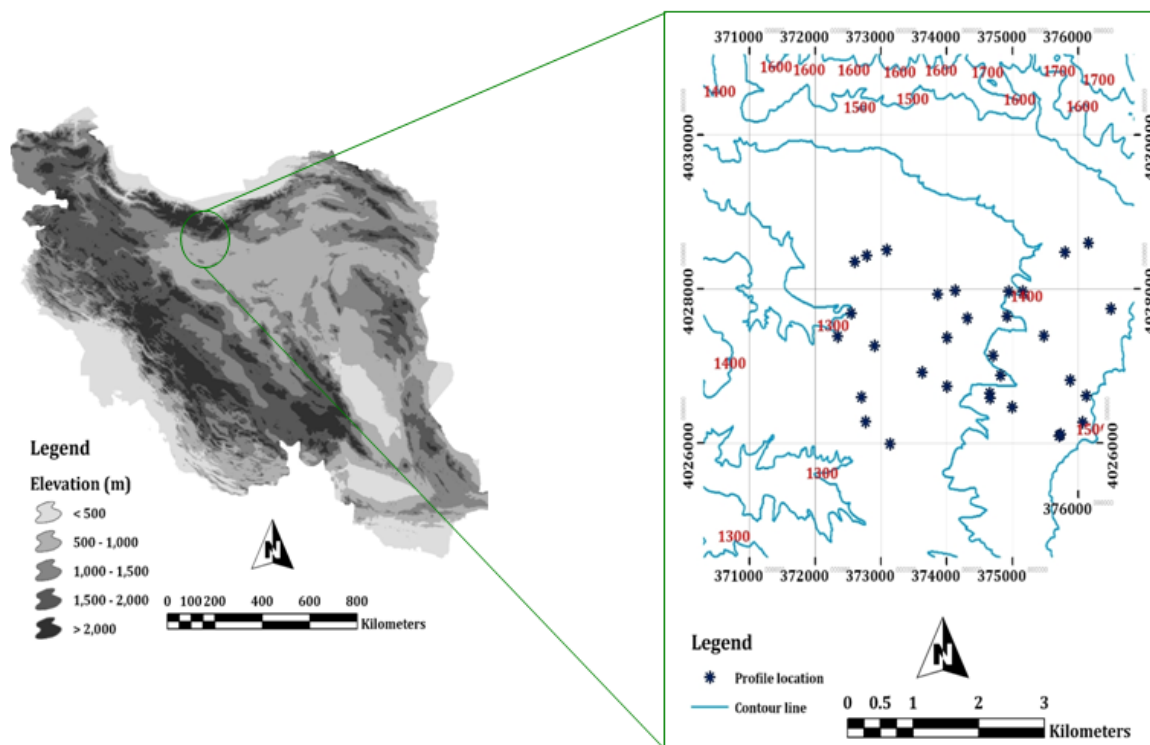 Legend
Elevation (m)
< 500
500 - 1,000
1,000 - 1,500
1,500 - 2,000
> 2,000
N
0 100 200 400 600 800
Kilometers
371000 372000 373000 374000 375000 376000
1600 1600 1600 1600 1600 1700 1700 1700
1400 1500 1500 1600 1600
4030000
4028000
1300 1400
1400
4026000
1300
1300
376000
371000 372000 373000 374000 375000
Legend
Profile location
Contour line
N
0 0.5 1 2 3
Kilometers